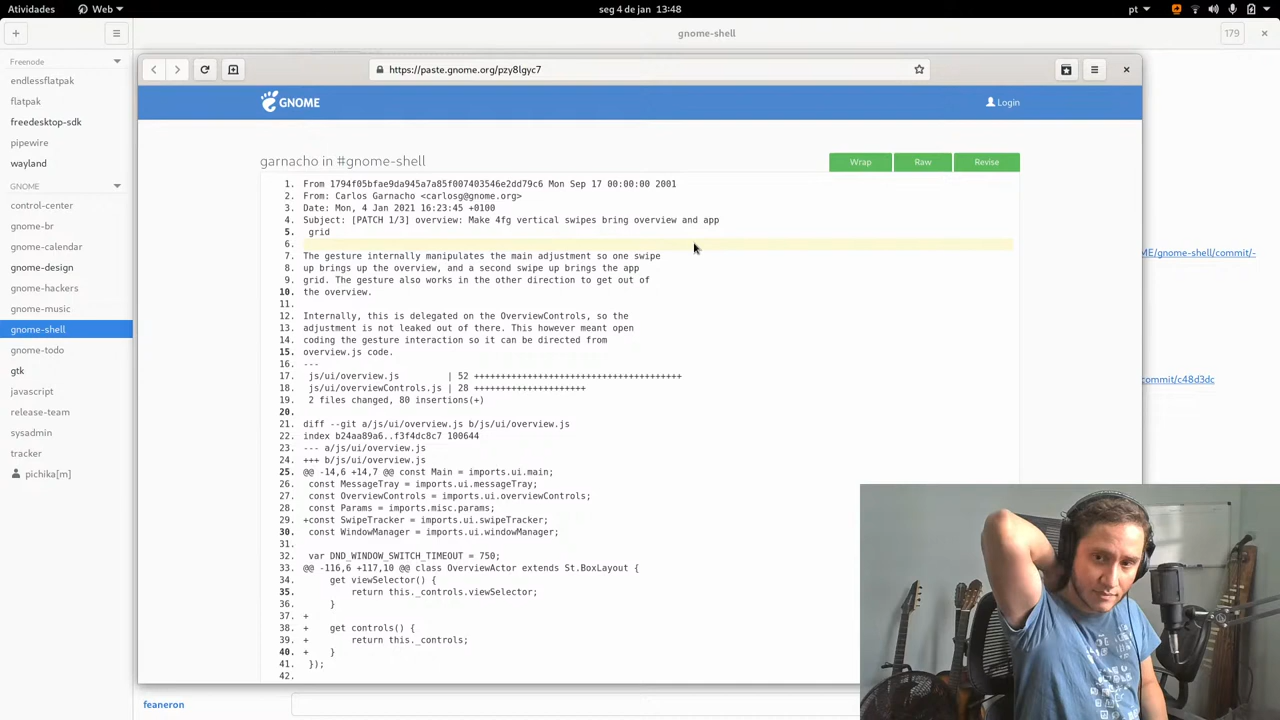 Atividades
Web
seg 4 de jan 13:48
pt
gnome-shell
179
Freenode
endlessflatpak
flatpak
freedesktop-sdk
pipewire
wayland
GNOME
control-center
gnome-br
gnome-calendar
gnome-design
gnome-hackers
gnome-music
gnome-shell
gnome-todo
gtk
javascript
release-team
sysadmin
tracker
pichika[m]
https://paste.gnome.org/pzy8lgyc7
GNOME
Login
garnacho in #gnome-shell
Wrap
Raw
Revise
1. From 1794f05bfae9da945a7a85f007403546e2dd79c6 Mon Sep 17 00:00:00 2001
2. From: Carlos Garnacho <carlosg@gnome.org>
3. Date: Mon, 4 Jan 2021 16:23:45 +0100
4. Subject: [PATCH 1/3] overview: Make 4fg vertical swipes bring overview and app
5. grid
6.
7. The gesture internally manipulates the main adjustment so one swipe
8. up brings up the overview, and a second swipe up brings the app
9. grid. The gesture also works in the other direction to get out of
10. the overview.
11.
12. Internally, this is delegated on the OverviewControls, so the
13. adjustment is not leaked out of there. This however meant open
14. coding the gesture interaction so it can be directed from
15. overview.js code.
16. ---
17. js/ui/overview.js | 52 ++++++++++++++++++++++++++++++++++++++++
18. js/ui/overviewControls.js | 28 +++++++++++++++++++++
19. 2 files changed, 80 insertions(+)
20.
21. diff --git a/js/ui/overview.js b/js/ui/overview.js
22. index b24aa89a6..f3f4dc8c7 100644
23. --- a/js/ui/overview.js
24. +++ b/js/ui/overview.js
25. @@ -14,6 +14,7 @@ const Main = imports.ui.main;
26. const MessageTray = imports.ui.messageTray;
27. const OverviewControls = imports.ui.overviewControls;
28. const Params = imports.misc.params;
29. +const SwipeTracker = imports.ui.swipeTracker;
30. const WindowManager = imports.ui.windowManager;
31.
32. var DND_WINDOW_SWITCH_TIMEOUT = 750;
33. @@ -116,6 +117,10 @@ class OverviewActor extends St.BoxLayout {
34. get viewSelector() {
35. return this._controls.viewSelector;
36. }
37. +
38. + get controls() {
39. + return this._controls;
40. + }
41. });
42.
ME/gnome-shell/commit/-
commit/c48d3dc
feaneron